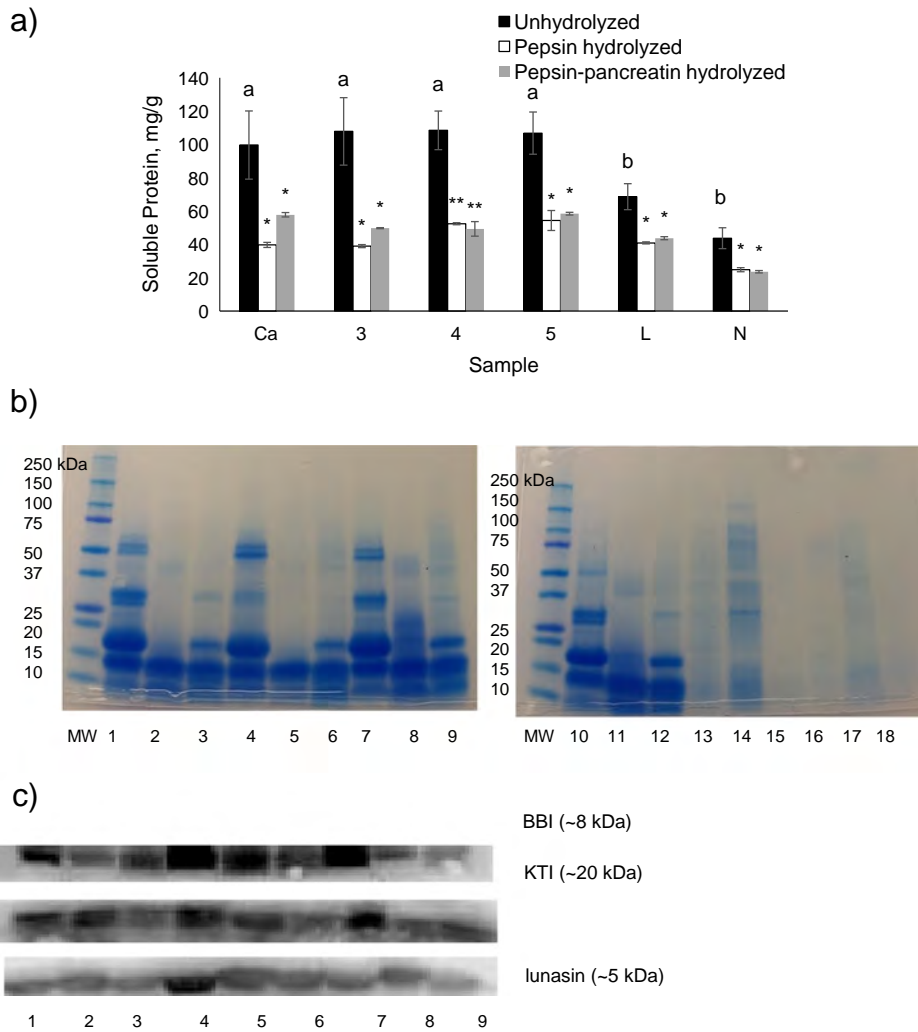 a)
Unhydrolyzed
Pepsin hydrolyzed
Pepsin-pancreatin hydrolyzed
Soluble Protein, mg/g
140
120
100
80
60
40
20
0
a a a a b b
* * * * ** ** * * * * * *
Ca 3 4 5 L N
Sample
b)
250 kDa
150
100
75
50
37
25
20
15
10
MW 1 2 3 4 5 6 7 8 9
250 kDa
150
100
75
50
37
25
20
15
10
MW 10 11 12 13 14 15 16 17 18
c)
BBI (~8 kDa)
KTI (~20 kDa)
lunasin (~5 kDa)
1 2 3 4 5 6 7 8 9